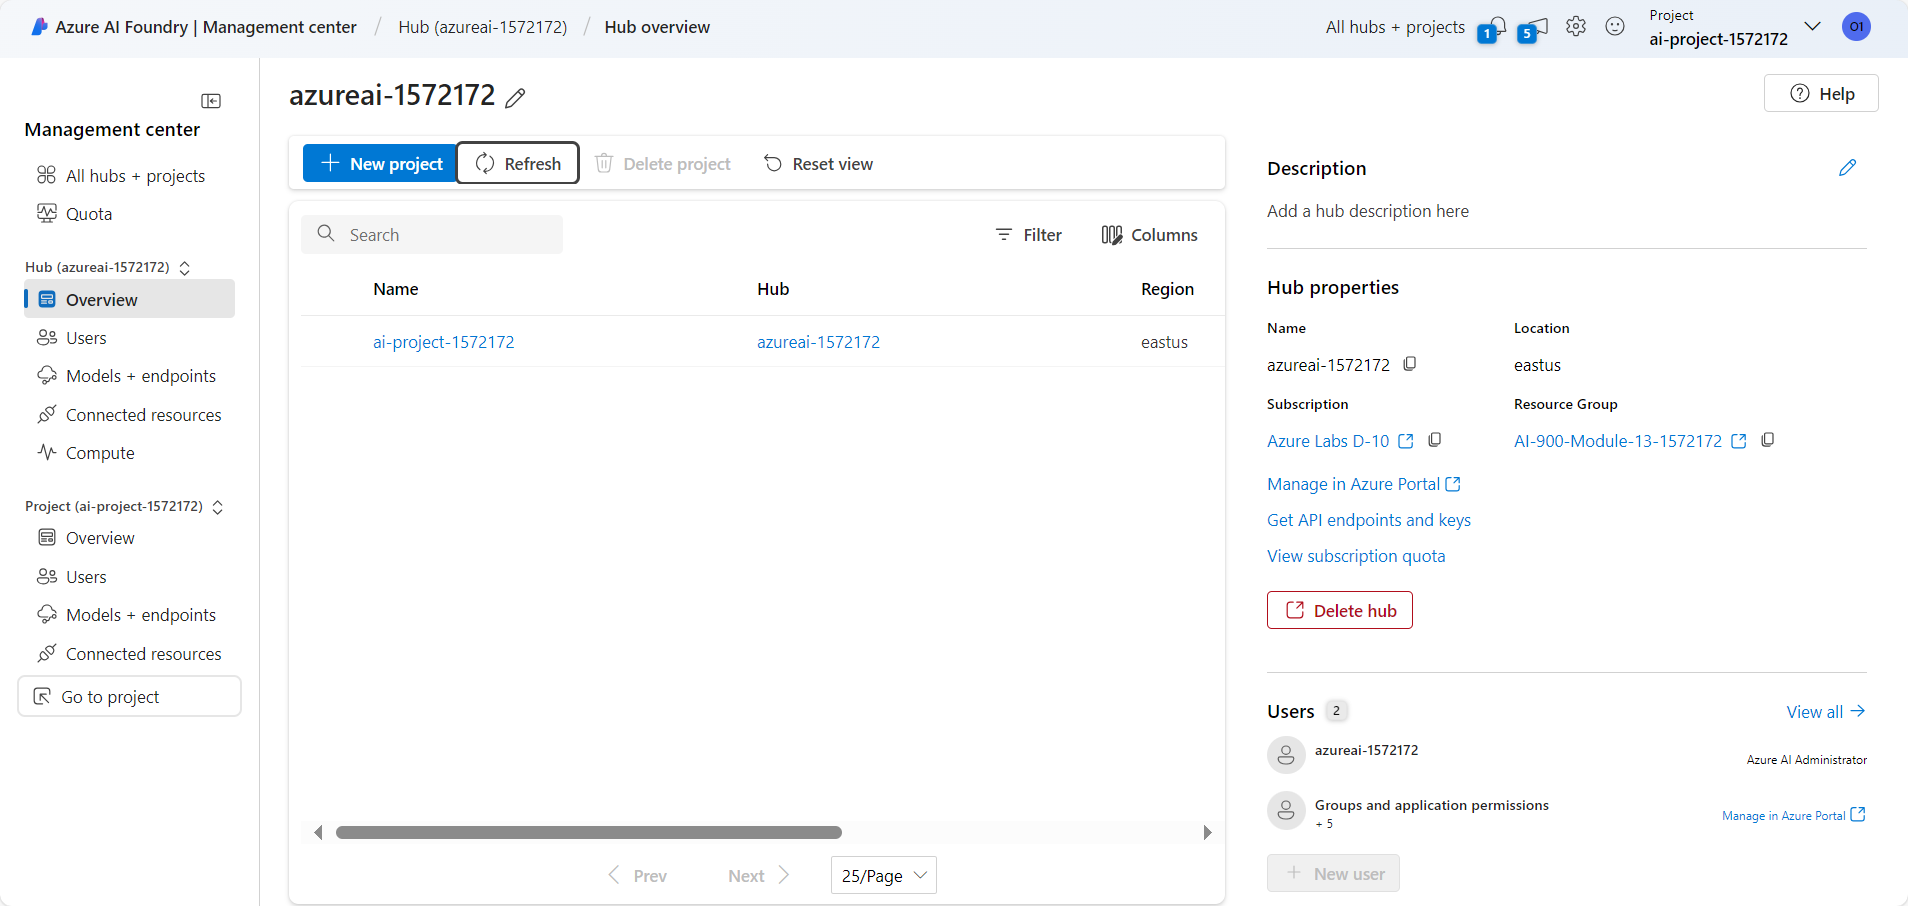 Azure AI Foundry | Management center / Hub (azureai-1572172) / Hub overview
All hubs + projects
1
5
Project
ai-project-1572172
O1
Management center
All hubs + projects
Quota
Hub (azureai-1572172)
Overview
Users
Models + endpoints
Connected resources
Compute
Project (ai-project-1572172)
Overview
Users
Models + endpoints
Connected resources
Go to project
azureai-1572172
Help
New project
Refresh
Delete project
Reset view
Search
Filter
Columns
Name Hub Region
ai-project-1572172 azureai-1572172 eastus
Prev
Next
25/Page
Description
Add a hub description here
Hub properties
Name Location
azureai-1572172 eastus
Subscription Resource Group
Azure Labs D-10 AI-900-Module-13-1572172
Manage in Azure Portal
Get API endpoints and keys
View subscription quota
Delete hub
Users 2
View all
azureai-1572172
Azure AI Administrator
Groups and application permissions
+ 5
Manage in Azure Portal
New user